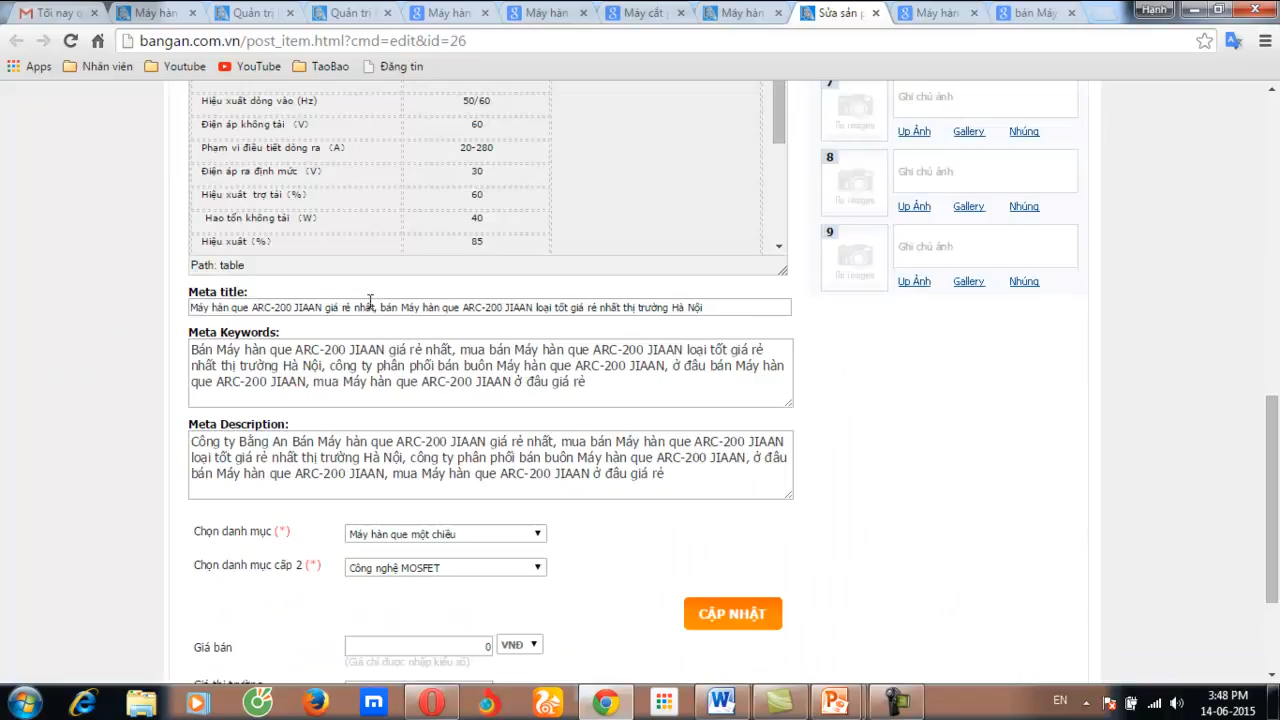 Hạnh
Tối nay q
Máy hàn
Quản trị
Quản trị
Máy hàn
Máy hàn
Máy cắt p
Máy hàn
Sửa sản p
Máy hàn
bán Máy
bangan.com.vn/post_item.html?cmd=edit&id=26
Apps
Nhân viên
Youtube
YouTube
TaoBao
Đăng tin
Hiệu xuất dòng vào (Hz) 50/60
Điện áp không tải (V) 60
Phạm vi điều tiết dòng ra (A) 20-280
Điện áp ra định mức (V) 30
Hiệu xuất trợ tải (%) 60
Hao tổn không tải (W) 40
Hiệu xuất (%) 85
Path: table
7
Ghi chú ảnh
No images
Up Ảnh Gallery Nhúng
8
Ghi chú ảnh
No images
Up Ảnh Gallery Nhúng
9
Ghi chú ảnh
No images
Up Ảnh Gallery Nhúng
Meta title:
Máy hàn que ARC-200 JIAAN giá rẻ nhất, bán Máy hàn que ARC-200 JIAAN loại tốt giá rẻ nhất thị trường Hà Nội
Meta Keywords:
Bán Máy hàn que ARC-200 JIAAN giá rẻ nhất, mua bán Máy hàn que ARC-200 JIAAN loại tốt giá rẻ
nhất thị trường Hà Nội, công ty phân phối bán buôn Máy hàn que ARC-200 JIAAN, ở đâu bán Máy hàn
que ARC-200 JIAAN, mua Máy hàn que ARC-200 JIAAN ở đâu giá rẻ
Meta Description:
Công ty Bằng An Bán Máy hàn que ARC-200 JIAAN giá rẻ nhất, mua bán Máy hàn que ARC-200 JIAAN
loại tốt giá rẻ nhất thị trường Hà Nội, công ty phân phối bán buôn Máy hàn que ARC-200 JIAAN, ở đâu
bán Máy hàn que ARC-200 JIAAN, mua Máy hàn que ARC-200 JIAAN ở đâu giá rẻ
Chọn danh mục (*) Máy hàn que một chiều
Chọn danh mục cấp 2 (*) Công nghệ MOSFET
CẬP NHẬT
Giá bán 0 VNĐ
(Giá chỉ được nhập kiểu số)
Giá thị trường
EN
3:48 PM
14-06-2015